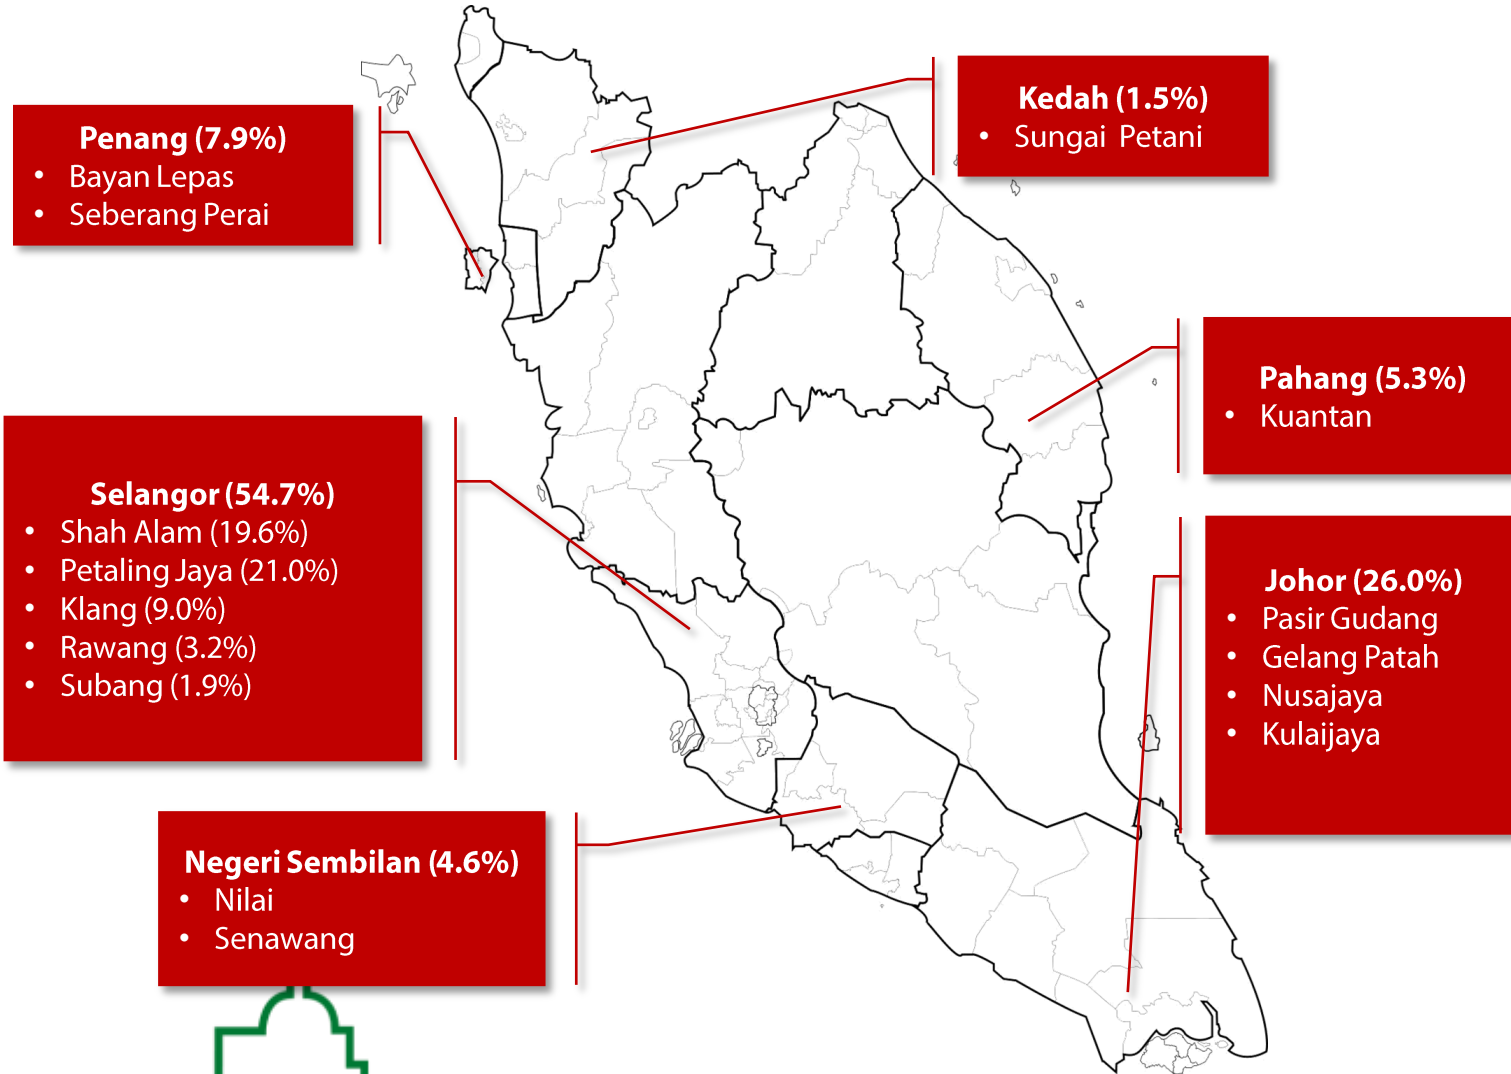 Penang (7.9%)
• Bayan Lepas
• Seberang Perai
Kedah (1.5%)
• Sungai Petani
Pahang (5.3%)
• Kuantan
Selangor (54.7%)
• Shah Alam (19.6%)
• Petaling Jaya (21.0%)
• Klang (9.0%)
• Rawang (3.2%)
• Subang (1.9%)
Johor (26.0%)
• Pasir Gudang
• Gelang Patah
• Nusajaya
• Kulaijaya
Negeri Sembilan (4.6%)
• Nilai
• Senawang